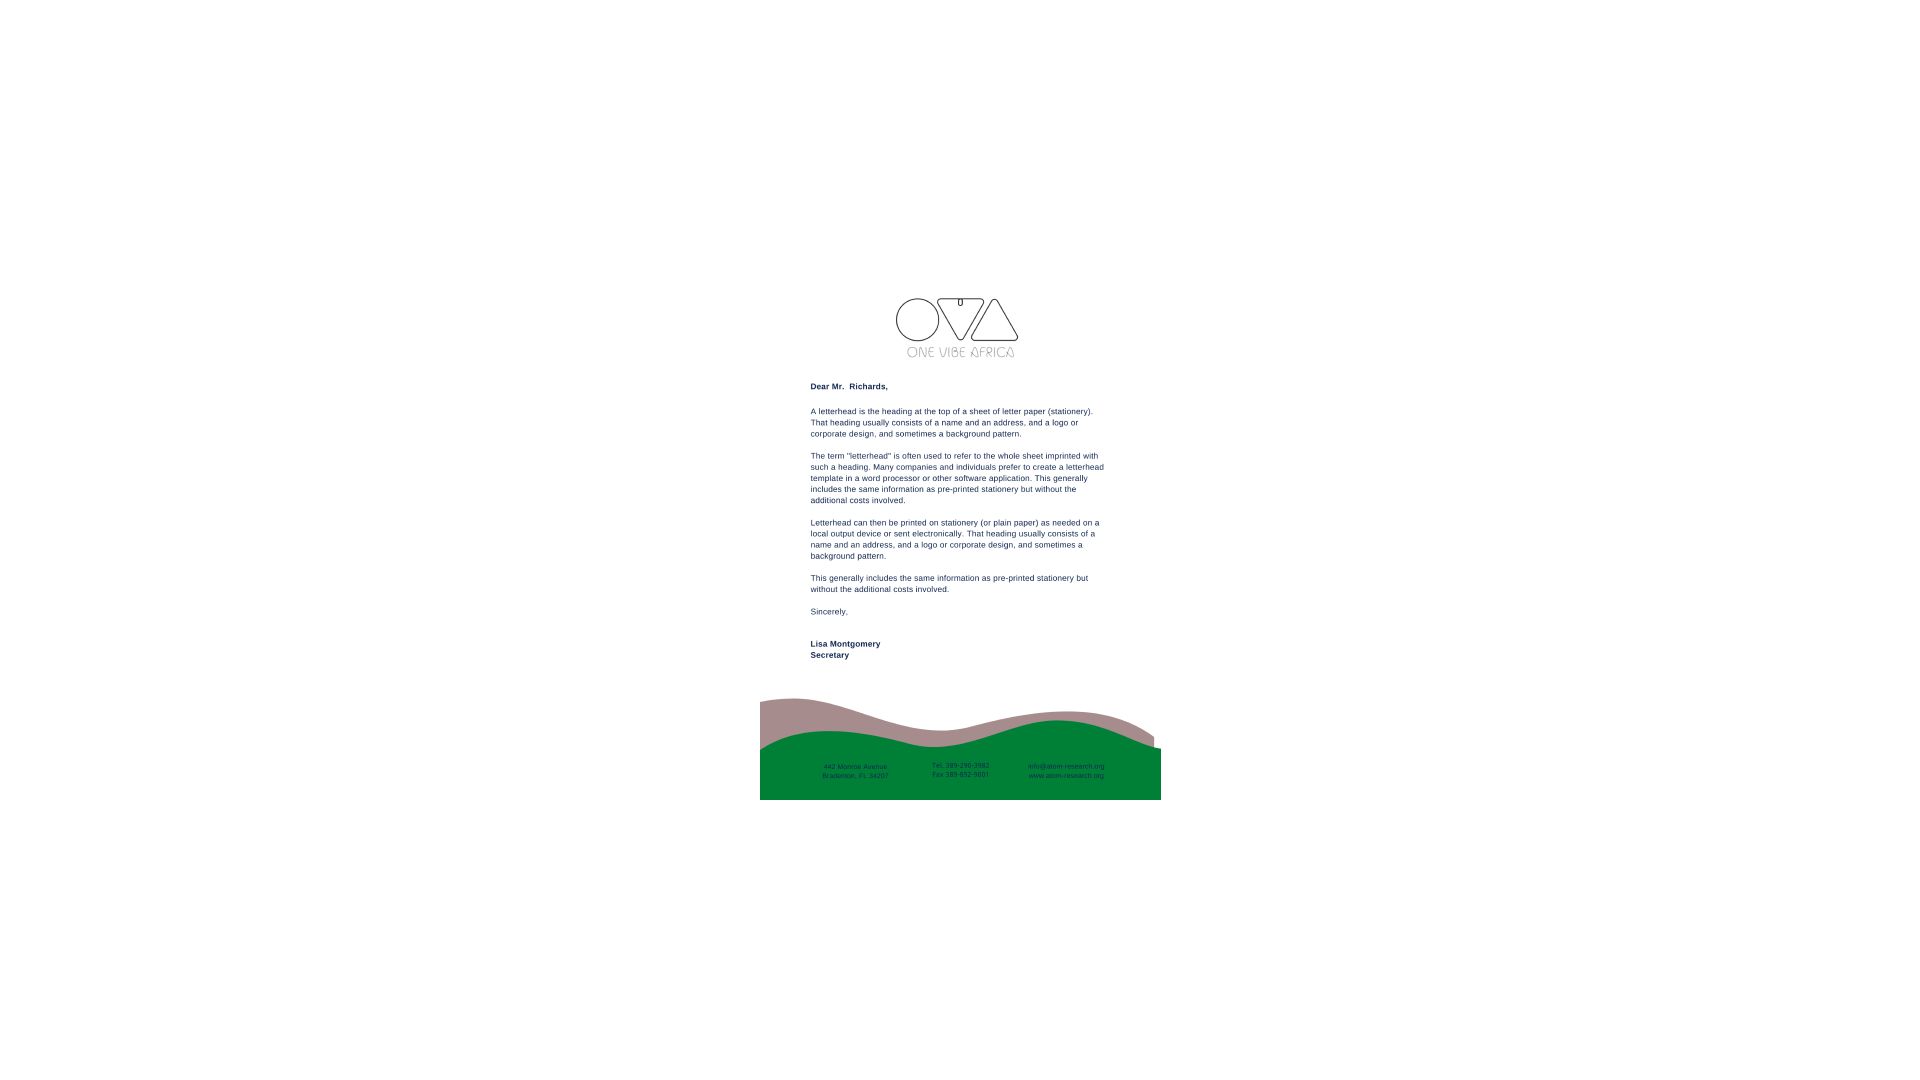 OVA
ONE VIBE AFRICA
Dear Mr.  Richards,
A letterhead is the heading at the top of a sheet of letter paper (stationery).
That heading usually consists of a name and an address, and a logo or
corporate design, and sometimes a background pattern.
The term "letterhead" is often used to refer to the whole sheet imprinted with
such a heading. Many companies and individuals prefer to create a letterhead
template in a word processor or other software application. This generally
includes the same information as pre-printed stationery but without the
additional costs involved.
Letterhead can then be printed on stationery (or plain paper) as needed on a
local output device or sent electronically. That heading usually consists of a
name and an address, and a logo or corporate design, and sometimes a
background pattern.
This generally includes the same information as pre-printed stationery but
without the additional costs involved.
Sincerely,
Lisa Montgomery
Secretary
442 Monroe Avenue
Bradenton, FL 34207
Tel. 389-296-3982
Fax 389-892-9001
info@atom-research.org
www.atom-research.org